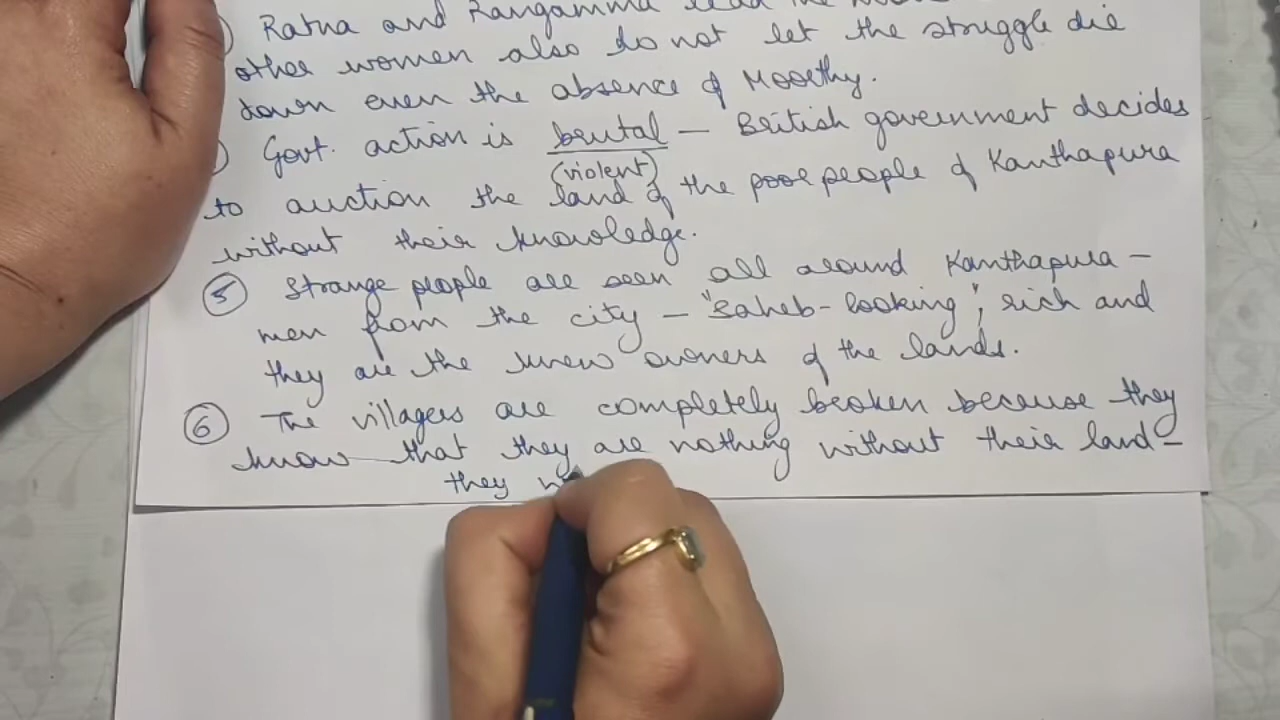 Ratna and Rangamma lead the
other women also do not let the struggle die
down even the absence of Moorthy.
Govt. action is brutal — British government decides
(violent)
to auction the land of the poor people of Kanthapura
without their knowledge.
5 Strange people are seen all around Kanthapura —
men from the city — "Saheb-looking", rich and
they are the new owners of the lands.
6 The villagers are completely broken because they
know that they are nothing without their land —
they